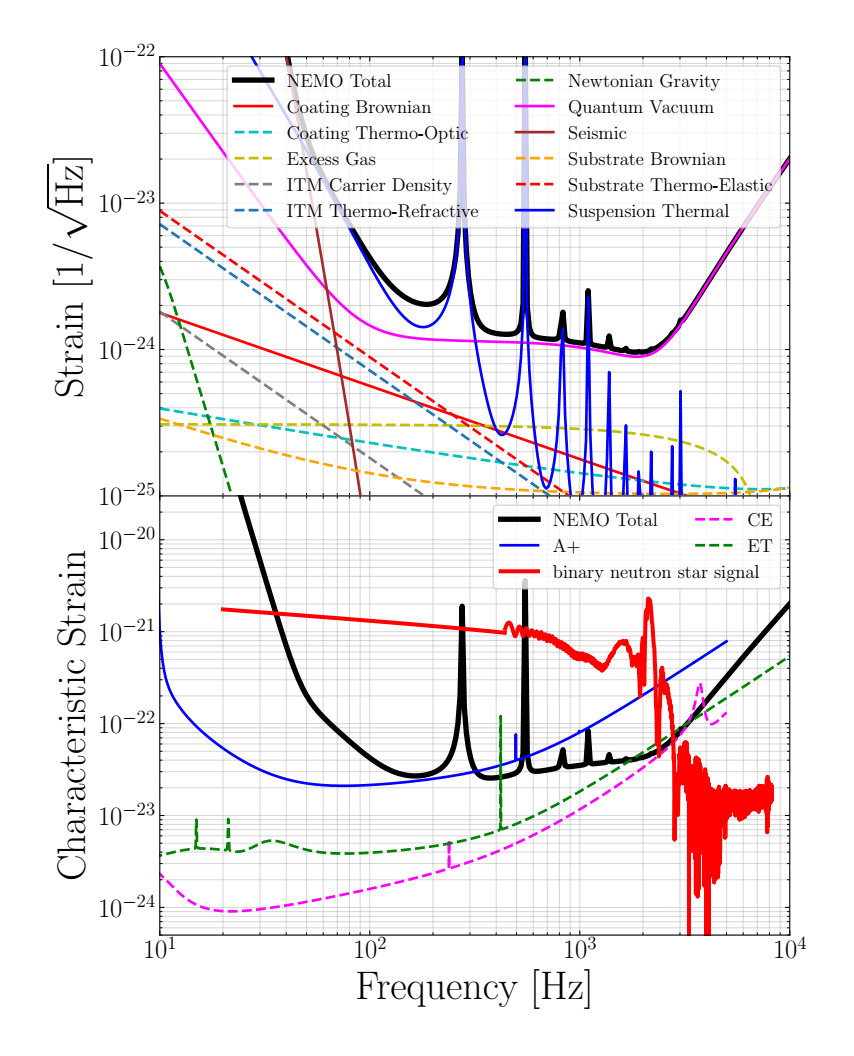 10^{-22}
NEMO Total
Newtonian Gravity
Coating Brownian
Quantum Vacuum
Coating Thermo-Optic
Seismic
Excess Gas
Substrate Brownian
ITM Carrier Density
Substrate Thermo-Elastic
ITM Thermo-Refractive
Suspension Thermal
10^{-23}
10^{-24}
10^{-25}
Strain [1/√Hz]
NEMO Total
CE
A+
ET
binary neutron star signal
10^{-20}
10^{-21}
10^{-22}
10^{-23}
10^{-24}
Characteristic Strain
10^1
10^2
10^3
10^4
Frequency [Hz]